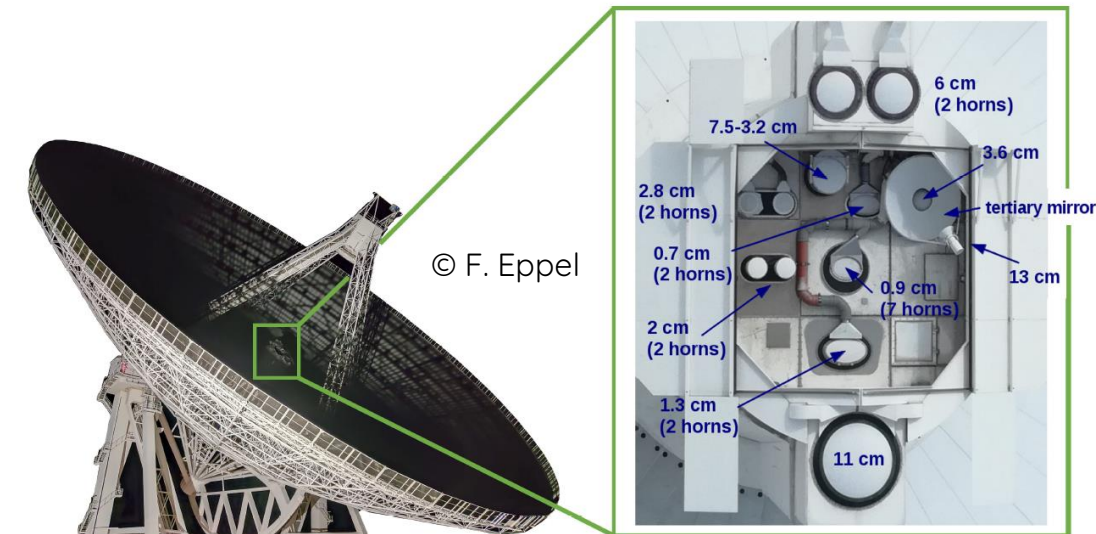 © F. Eppel
6 cm
(2 horns)
7.5-3.2 cm
3.6 cm
2.8 cm
(2 horns)
tertiary mirror
0.7 cm
(2 horns)
13 cm
0.9 cm
(7 horns)
2 cm
(2 horns)
1.3 cm
(2 horns)
11 cm